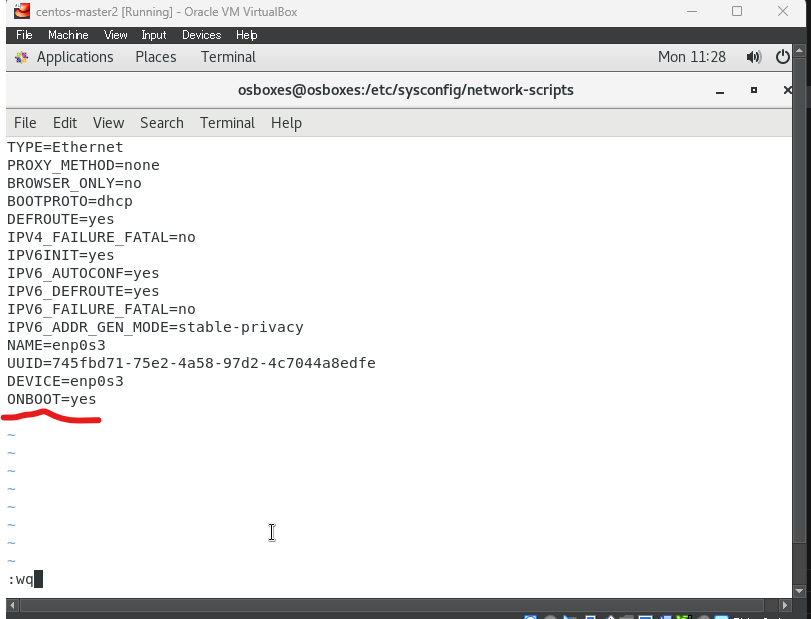 centos-master2 [Running] - Oracle VM VirtualBox
File Machine View Input Devices Help
Applications Places Terminal Mon 11:28
osboxes@osboxes:/etc/sysconfig/network-scripts
File Edit View Search Terminal Help
TYPE=Ethernet
PROXY_METHOD=none
BROWSER_ONLY=no
BOOTPROTO=dhcp
DEFROUTE=yes
IPV4_FAILURE_FATAL=no
IPV6INIT=yes
IPV6_AUTOCONF=yes
IPV6_DEFROUTE=yes
IPV6_FAILURE_FATAL=no
IPV6_ADDR_GEN_MODE=stable-privacy
NAME=enp0s3
UUID=745fbd71-75e2-4a58-97d2-4c7044a8edfe
DEVICE=enp0s3
ONBOOT=yes
~
~
~
~
~
~
~
~
:wq